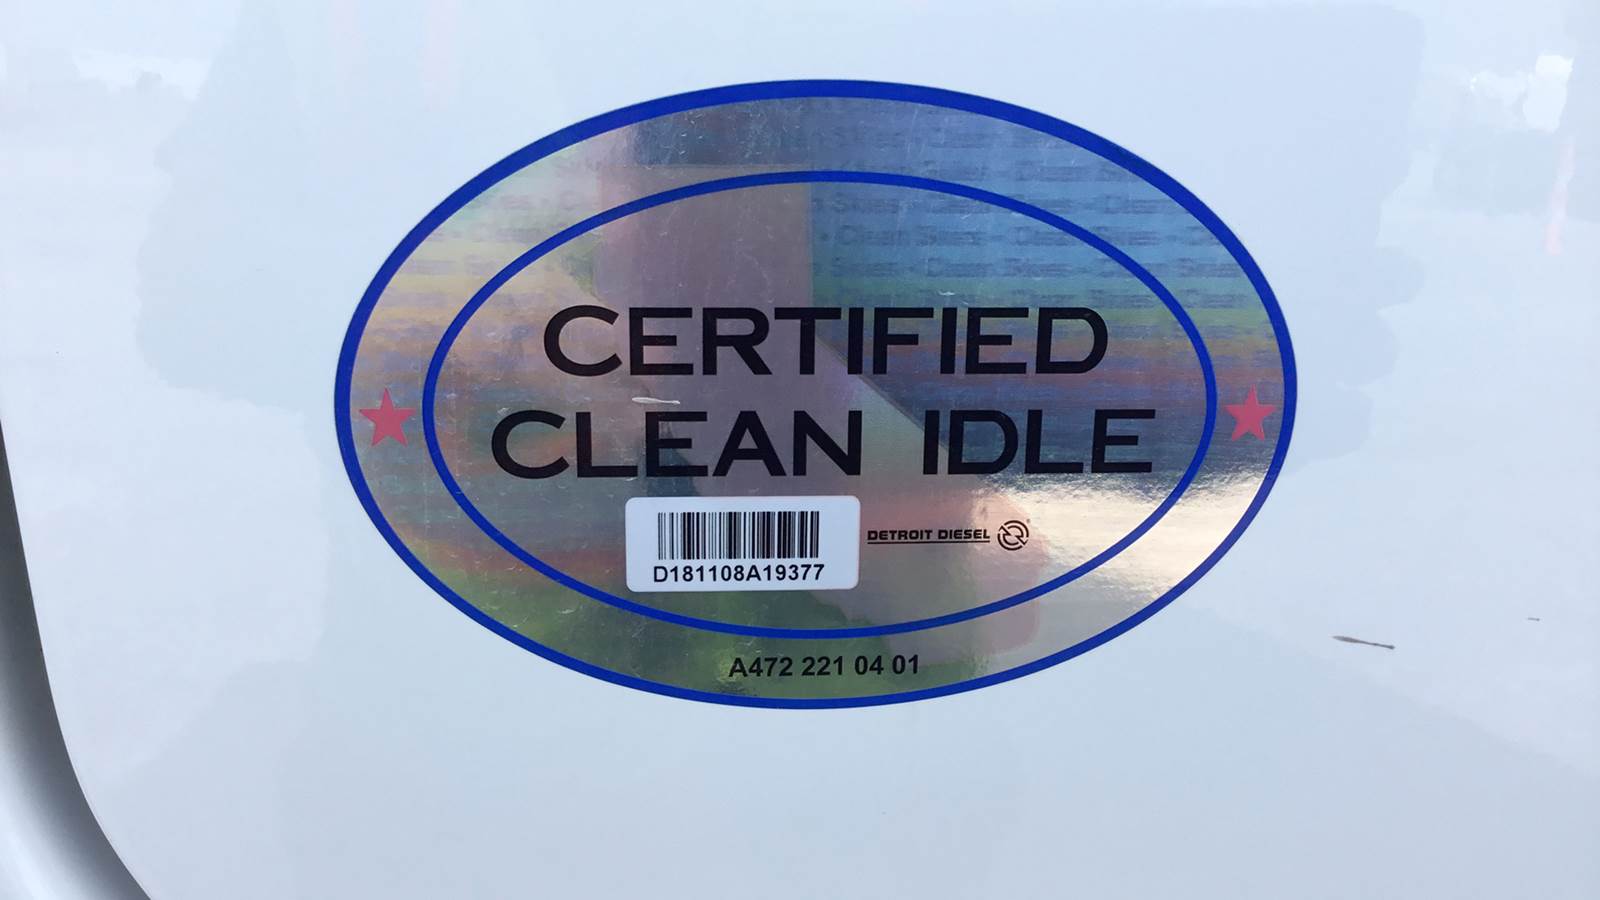 CERTIFIED
CLEAN IDLE
D181108A19377
DETROIT DIESEL
A472 221 04 01